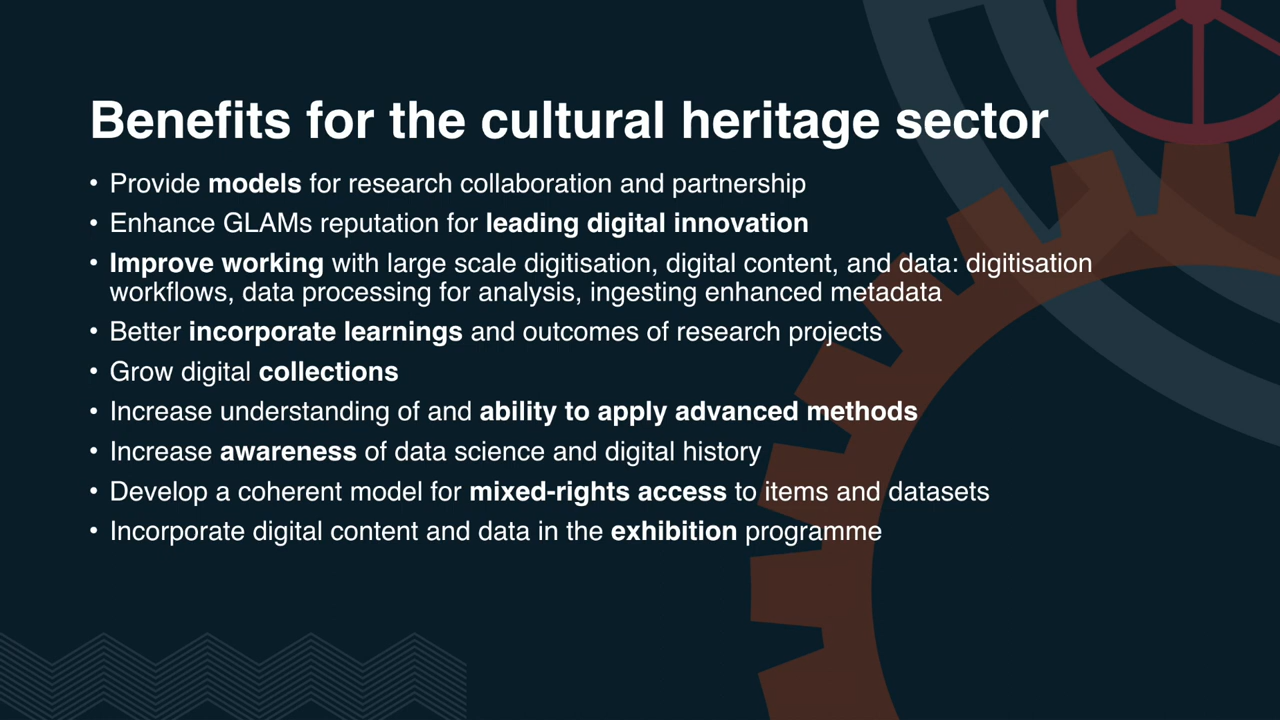 Benefits for the cultural heritage sector
• Provide models for research collaboration and partnership
• Enhance GLAMs reputation for leading digital innovation
• Improve working with large scale digitisation, digital content, and data: digitisation
workflows, data processing for analysis, ingesting enhanced metadata
• Better incorporate learnings and outcomes of research projects
• Grow digital collections
• Increase understanding of and ability to apply advanced methods
• Increase awareness of data science and digital history
• Develop a coherent model for mixed-rights access to items and datasets
• Incorporate digital content and data in the exhibition programme